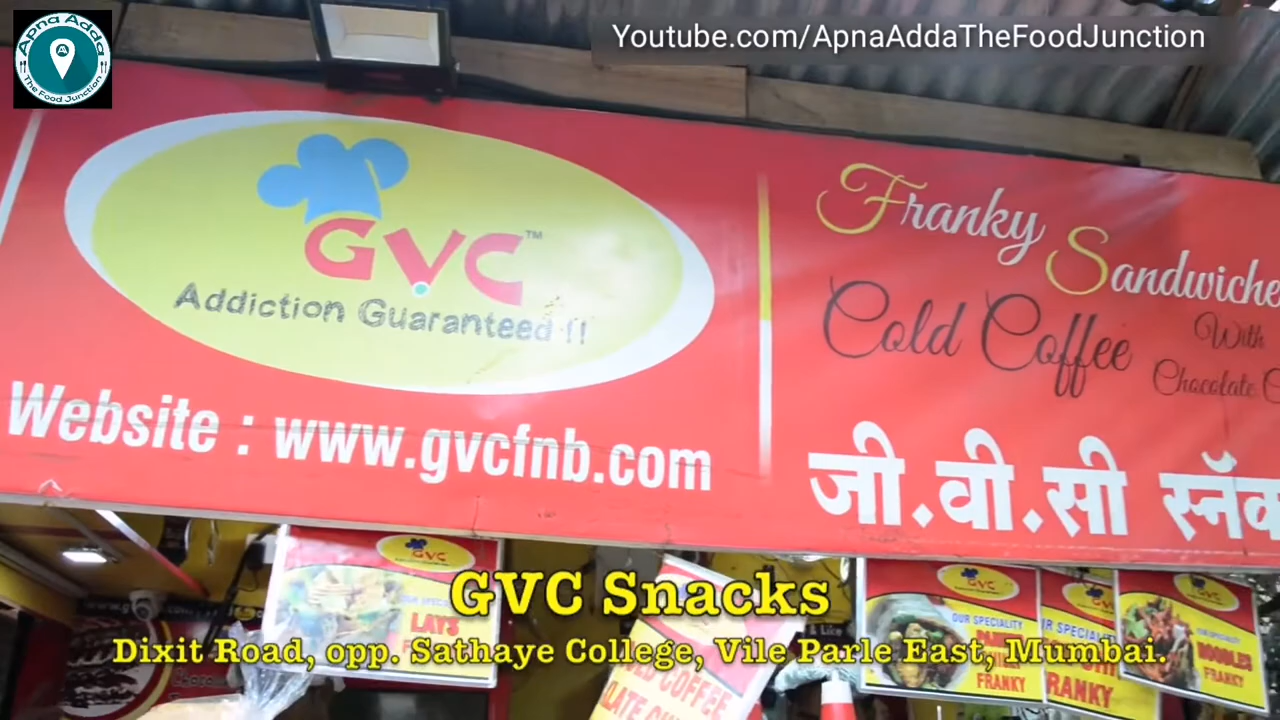 Apna Adda
The Food Junction
Youtube.com/ApnaAddaTheFoodJunction
GVC™
Addiction Guaranteed !!
Website : www.gvcfnb.com
Franky Sandwiche
Cold Coffee With
Chocolate
जी.वी.सी स्नॅक
GVC
LAYS
COFFEE
GVC
OUR SPECIALITY
FRANKY
GVC
FRANKY
GVC
NOODLES
FRANKY
GVC Snacks
Dixit Road, opp. Sathaye College, Vile Parle East, Mumbai.